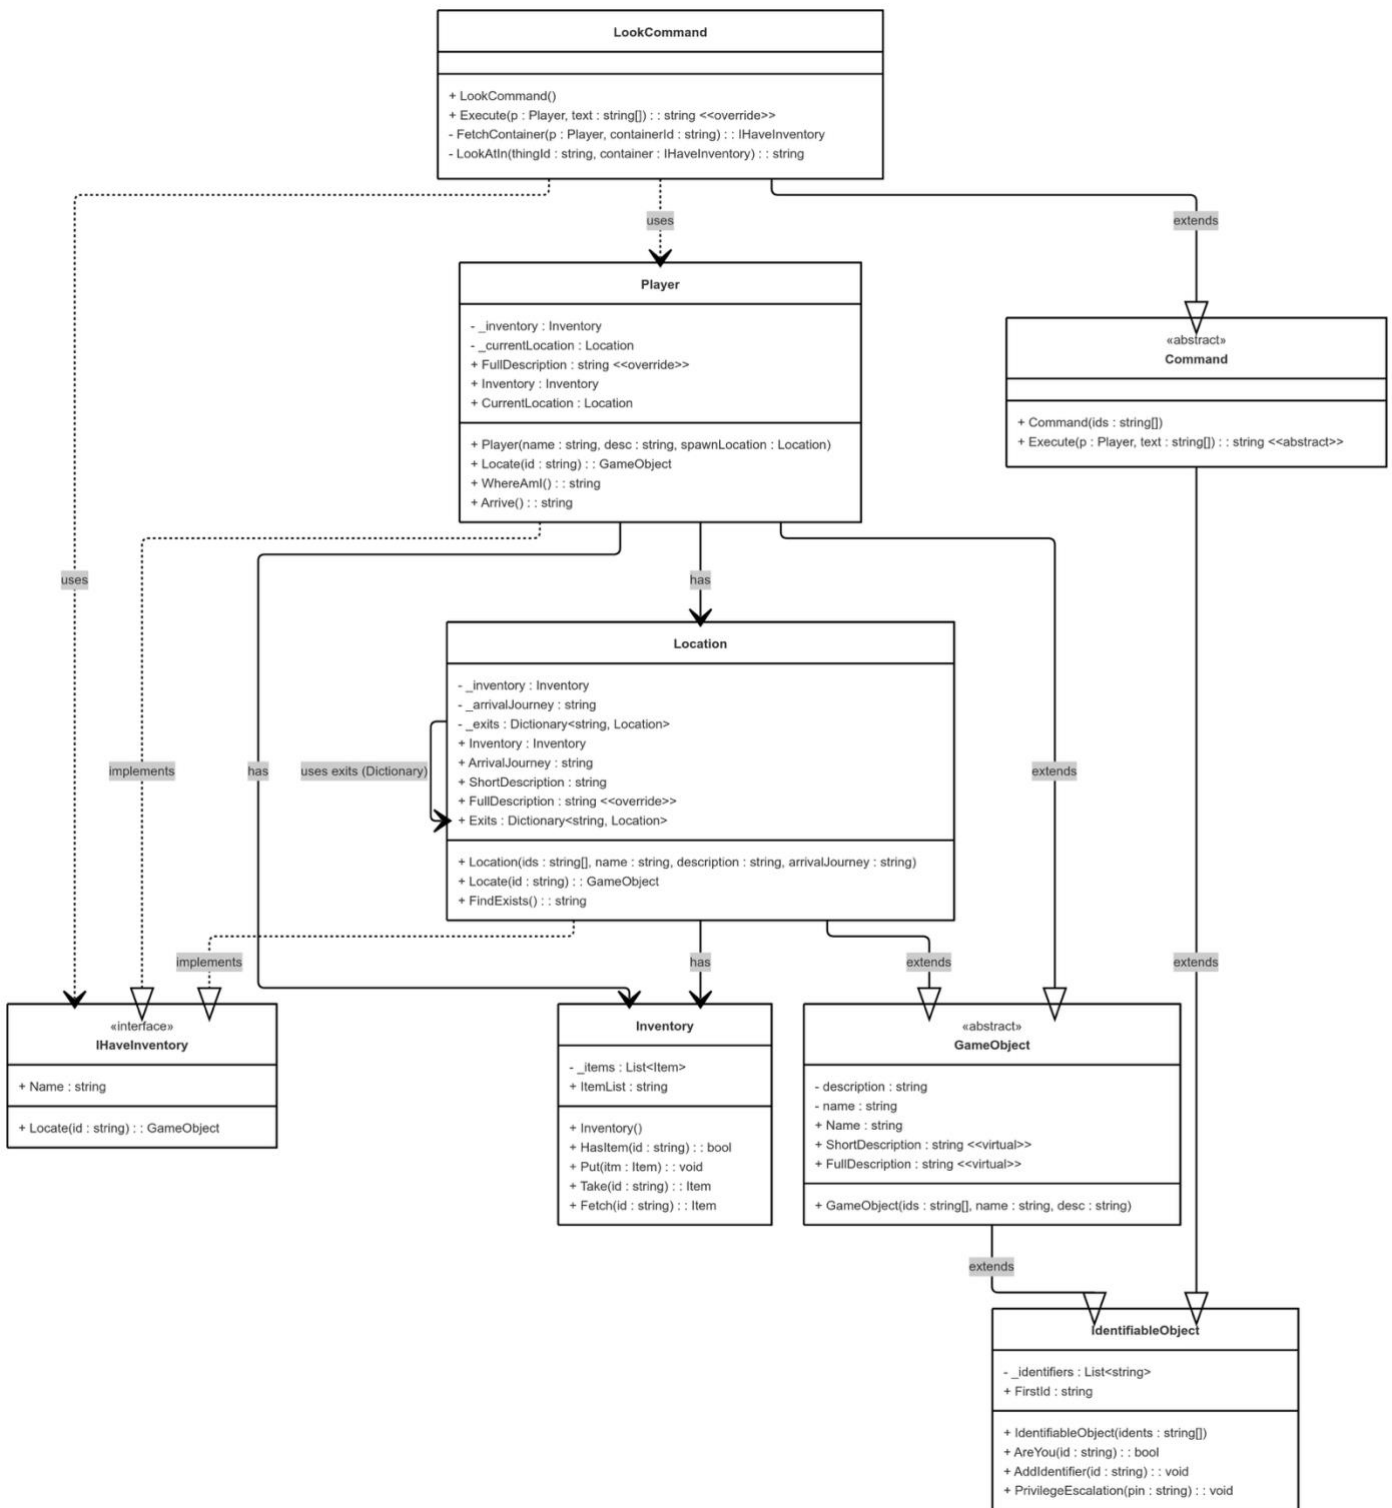 LookCommand
+ LookCommand()
+ Execute(p : Player, text : string[]) : : string <<override>>
- FetchContainer(p : Player, containerId : string) : : IHaveInventory
- LookAtIn(thingId : string, container : IHaveInventory) : : string
uses
extends
Player
- _inventory : Inventory
- _currentLocation : Location
+ FullDescription : string <<override>>
+ Inventory : Inventory
+ CurrentLocation : Location
+ Player(name : string, desc : string, spawnLocation : Location)
+ Locate(id : string) : : GameObject
+ WhereAmI() : : string
+ Arrive() : : string
«abstract»
Command
+ Command(ids : string[])
+ Execute(p : Player, text : string[]) : : string <<abstract>>
uses
has
Location
- _inventory : Inventory
- _arrivalJourney : string
- _exits : Dictionary<string, Location>
+ Inventory : Inventory
+ ArrivalJourney : string
+ ShortDescription : string
+ FullDescription : string <<override>>
+ Exits : Dictionary<string, Location>
+ Location(ids : string[], name : string, description : string, arrivalJourney : string)
+ Locate(id : string) : : GameObject
+ FindExists() : : string
implements
has
uses exits (Dictionary)
extends
implements
has
extends
extends
«interface»
IHaveInventory
+ Name : string
+ Locate(id : string) : : GameObject
Inventory
- _items : List<Item>
+ ItemList : string
+ Inventory()
+ HasItem(id : string) : : bool
+ Put(itm : Item) : : void
+ Take(id : string) : : Item
+ Fetch(id : string) : : Item
«abstract»
GameObject
- description : string
- name : string
+ Name : string
+ ShortDescription : string <<virtual>>
+ FullDescription : string <<virtual>>
+ GameObject(ids : string[], name : string, desc : string)
extends
IdentifiableObject
- _identifiers : List<string>
+ FirstId : string
+ IdentifiableObject(idents : string[])
+ AreYou(id : string) : : bool
+ AddIdentifier(id : string) : : void
+ PrivilegeEscalation(pin : string) : : void